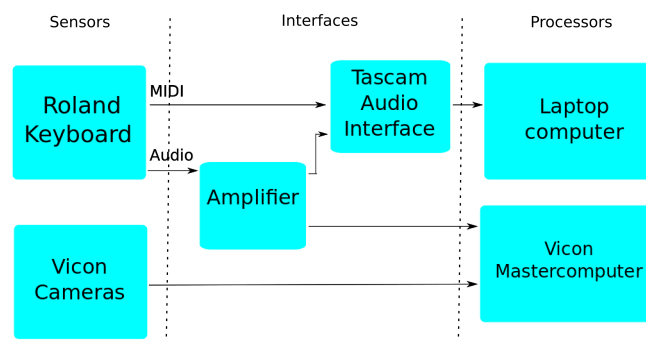 Sensors
Interfaces
Processors
Roland
Keyboard
MIDI
Audio
Tascam
Audio
Interface
Laptop
computer
Amplifier
Vicon
Cameras
Vicon
Mastercomputer